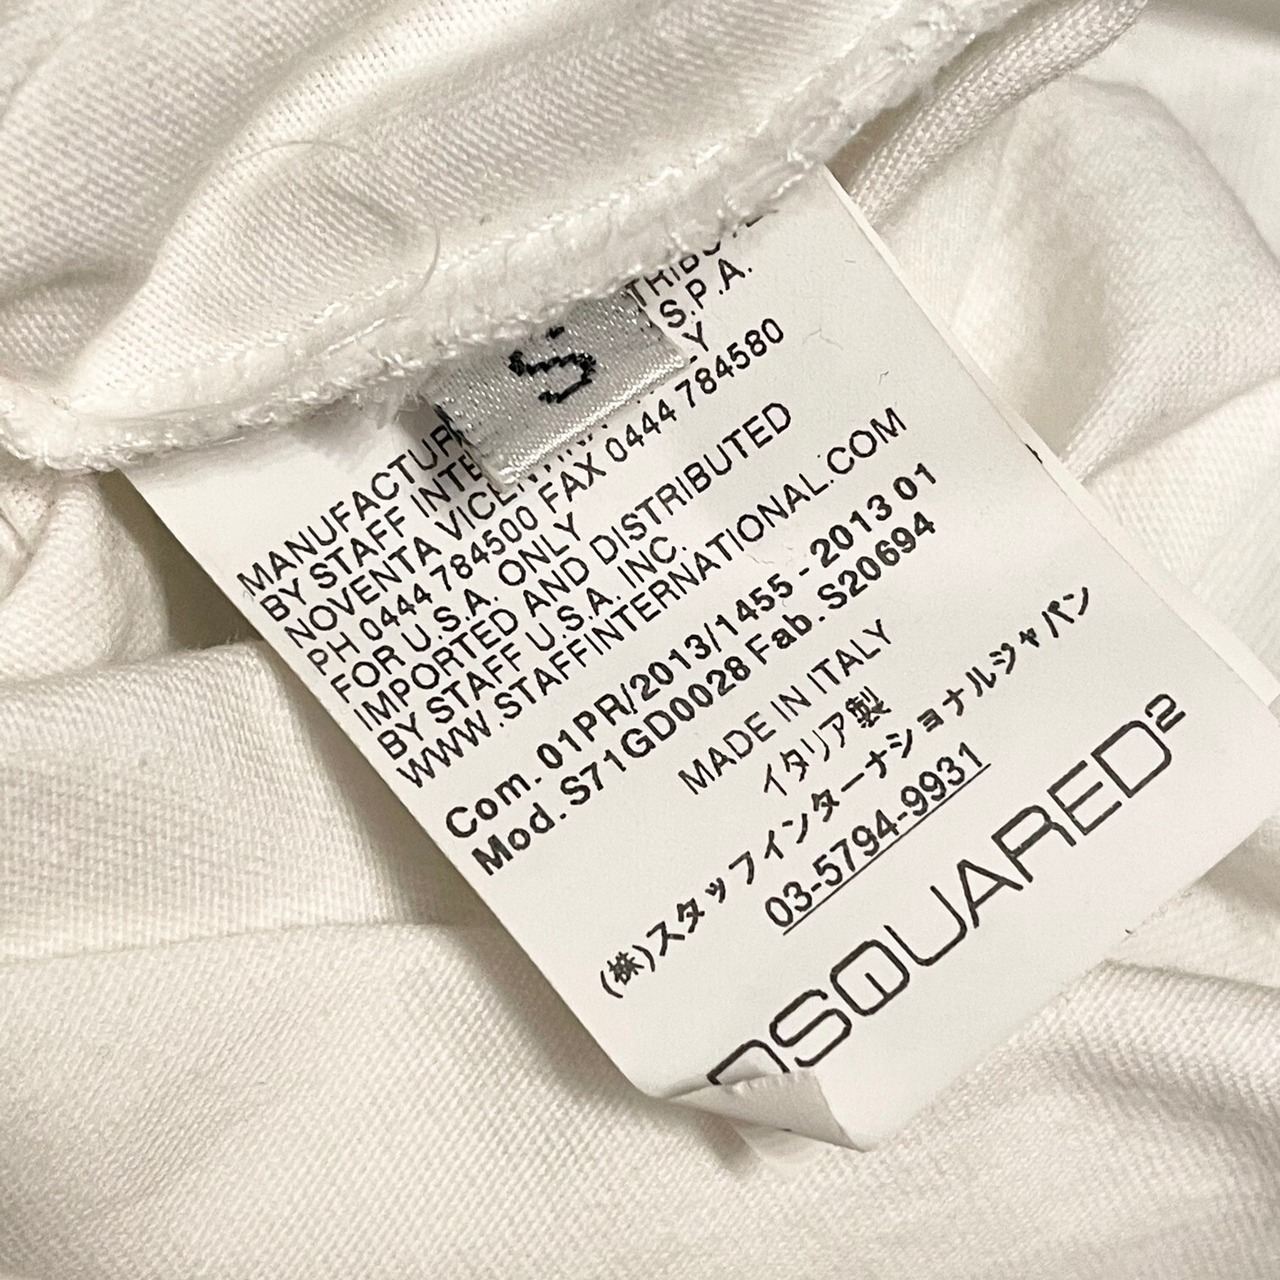 S
MANUFACTUR
BY STAFF INTE S.P.A.
NOVENTA VICEN Y
PH 0444 784500 FAX 0444 784580
FOR U.S.A. ONLY
IMPORTED AND DISTRIBUTED
BY STAFF U.S.A. INC.
WWW.STAFFINTERNATIONAL.COM
Com. 01PR/2013/1455 - 2013 01
Mod. S71GD0028 Fab. S20694
MADE IN ITALY
イタリア製
(株)スタッフインターナショナルジャパン
03-5794-9931
DSQUARED2